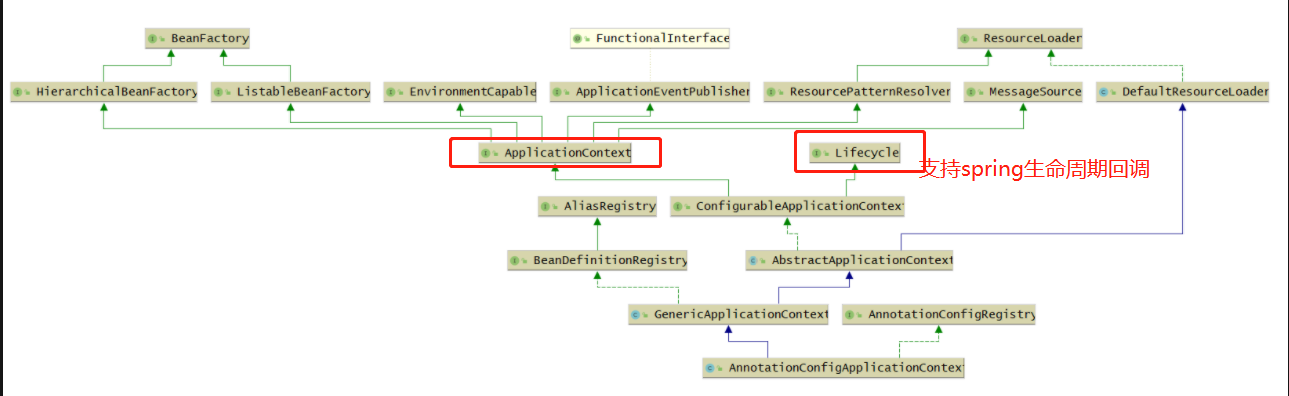 BeanFactory
FunctionalInterface
ResourceLoader
HierarchicalBeanFactory
ListableBeanFactory
EnvironmentCapable
ApplicationEventPublisher
ResourcePatternResolver
MessageSource
DefaultResourceLoader
ApplicationContext
Lifecycle
支持spring生命周期回调
AliasRegistry
ConfigurableApplicationContext
BeanDefinitionRegistry
AbstractApplicationContext
GenericApplicationContext
AnnotationConfigRegistry
AnnotationConfigApplicationContext